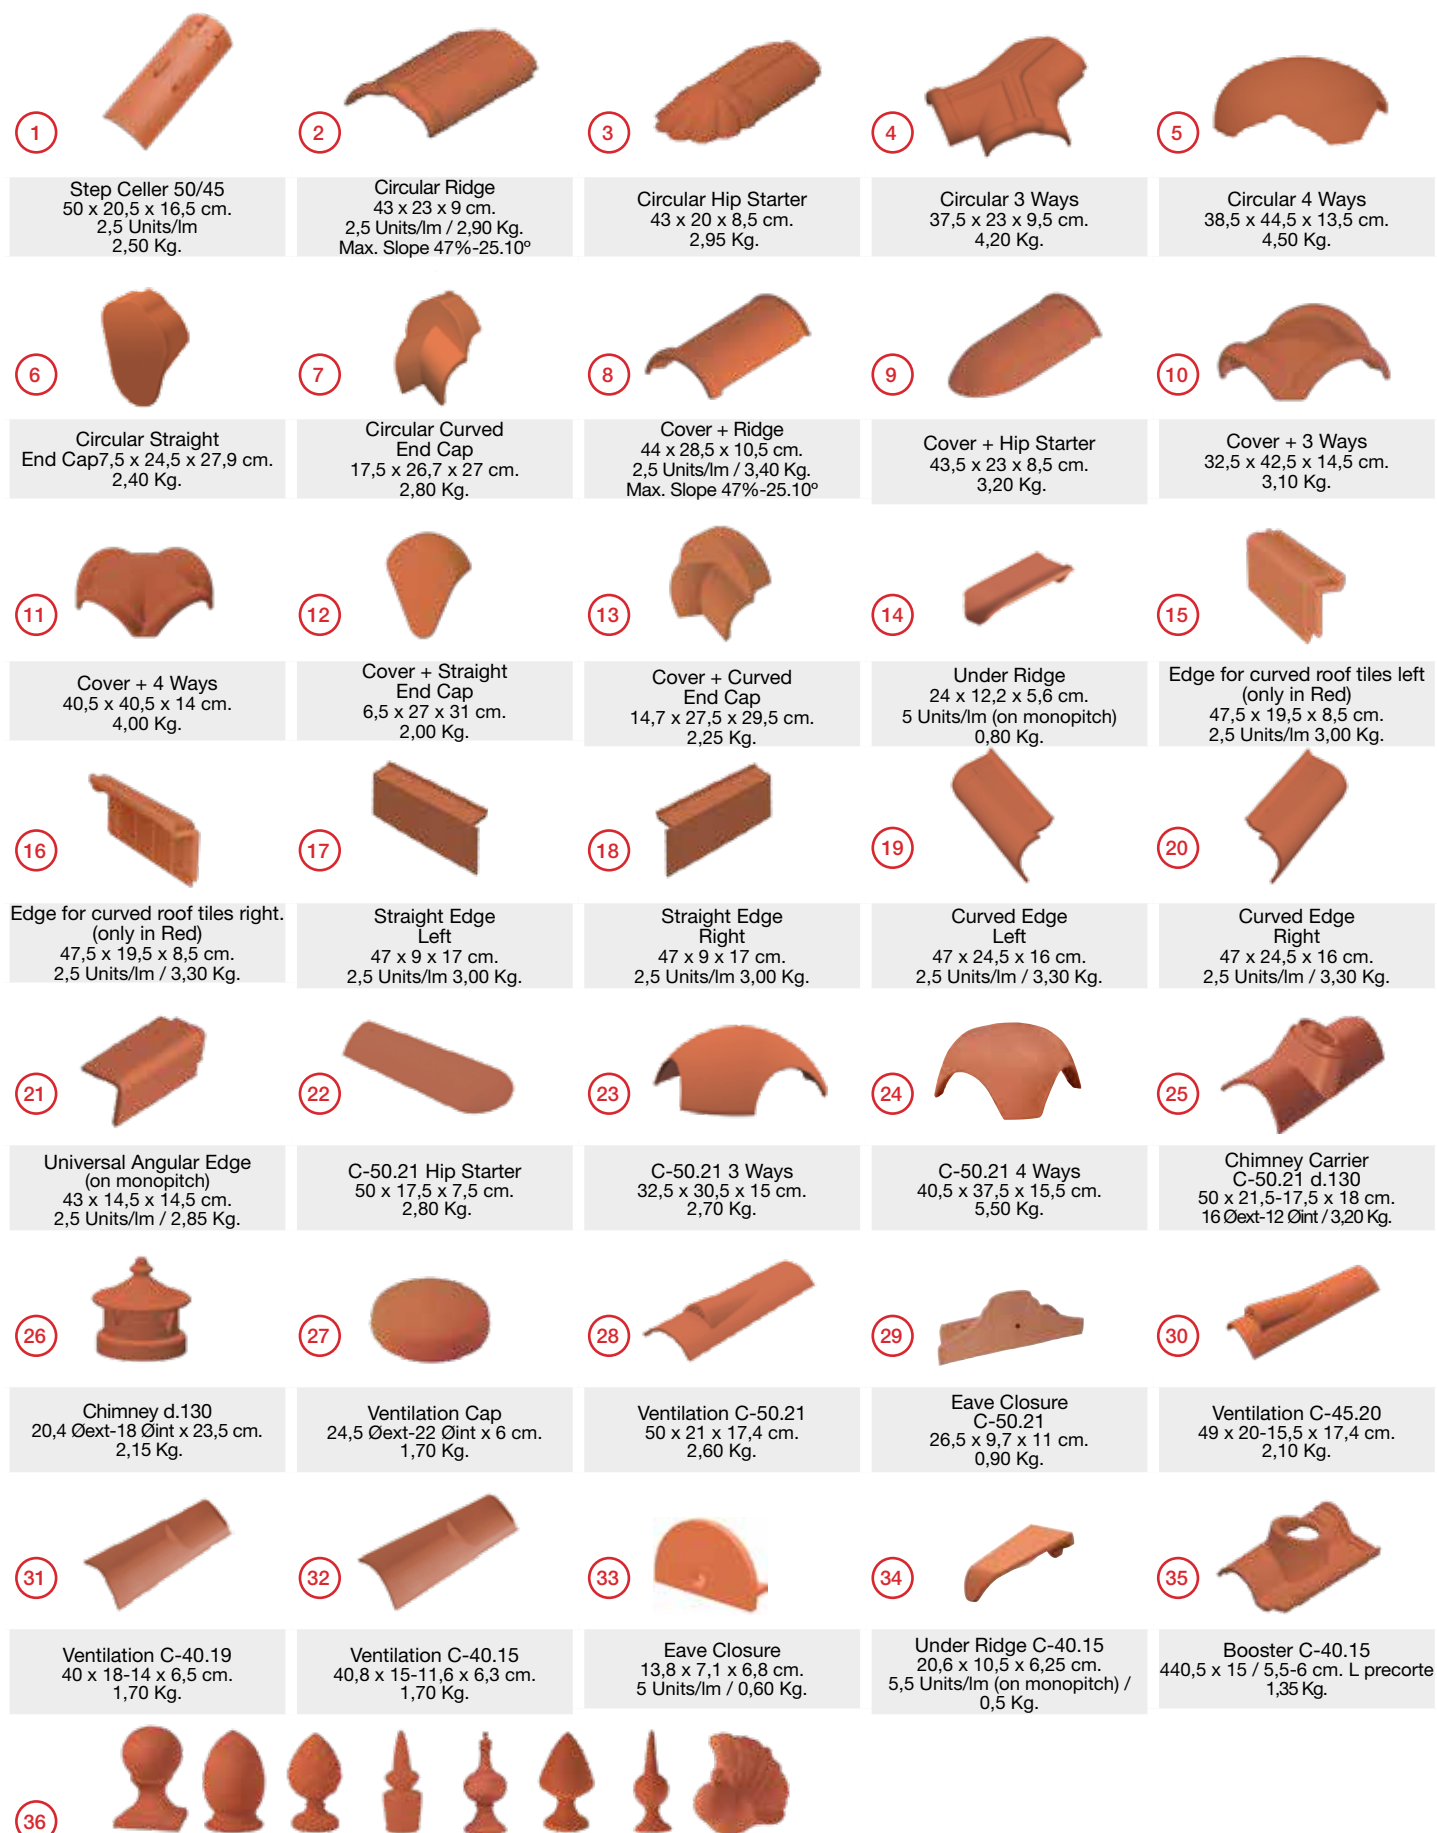 1
Step Celler 50/45
50 x 20,5 x 16,5 cm.
2,5 Units/lm
2,50 Kg.
2
Circular Ridge
43 x 23 x 9 cm.
2,5 Units/lm / 2,90 Kg.
Max. Slope 47%-25.10º
3
Circular Hip Starter
43 x 20 x 8,5 cm.
2,95 Kg.
4
Circular 3 Ways
37,5 x 23 x 9,5 cm.
4,20 Kg.
5
Circular 4 Ways
38,5 x 44,5 x 13,5 cm.
4,50 Kg.
6
Circular Straight
End Cap7,5 x 24,5 x 27,9 cm.
2,40 Kg.
7
Circular Curved
End Cap
17,5 x 26,7 x 27 cm.
2,80 Kg.
8
Cover + Ridge
44 x 28,5 x 10,5 cm.
2,5 Units/lm / 3,40 Kg.
Max. Slope 47%-25.10º
9
Cover + Hip Starter
43,5 x 23 x 8,5 cm.
3,20 Kg.
10
Cover + 3 Ways
32,5 x 42,5 x 14,5 cm.
3,10 Kg.
11
Cover + 4 Ways
40,5 x 40,5 x 14 cm.
4,00 Kg.
12
Cover + Straight
End Cap
6,5 x 27 x 31 cm.
2,00 Kg.
13
Cover + Curved
End Cap
14,7 x 27,5 x 29,5 cm.
2,25 Kg.
14
Under Ridge
24 x 12,2 x 5,6 cm.
5 Units/lm (on monopitch)
0,80 Kg.
15
Edge for curved roof tiles left
(only in Red)
47,5 x 19,5 x 8,5 cm.
2,5 Units/lm 3,00 Kg.
16
Edge for curved roof tiles right.
(only in Red)
47,5 x 19,5 x 8,5 cm.
2,5 Units/lm / 3,30 Kg.
17
Straight Edge
Left
47 x 9 x 17 cm.
2,5 Units/lm 3,00 Kg.
18
Straight Edge
Right
47 x 9 x 17 cm.
2,5 Units/lm 3,00 Kg.
19
Curved Edge
Left
47 x 24,5 x 16 cm.
2,5 Units/lm / 3,30 Kg.
20
Curved Edge
Right
47 x 24,5 x 16 cm.
2,5 Units/lm / 3,30 Kg.
21
Universal Angular Edge
(on monopitch)
43 x 14,5 x 14,5 cm.
2,5 Units/lm / 2,85 Kg.
22
C-50.21 Hip Starter
50 x 17,5 x 7,5 cm.
2,80 Kg.
23
C-50.21 3 Ways
32,5 x 30,5 x 15 cm.
2,70 Kg.
24
C-50.21 4 Ways
40,5 x 37,5 x 15,5 cm.
5,50 Kg.
25
Chimney Carrier
C-50.21 d.130
50 x 21,5-17,5 x 18 cm.
16 Øext-12 Øint / 3,20 Kg.
26
Chimney d.130
20,4 Øext-18 Øint x 23,5 cm.
2,15 Kg.
27
Ventilation Cap
24,5 Øext-22 Øint x 6 cm.
1,70 Kg.
28
Ventilation C-50.21
50 x 21 x 17,4 cm.
2,60 Kg.
29
Eave Closure
C-50.21
26,5 x 9,7 x 11 cm.
0,90 Kg.
30
Ventilation C-45.20
49 x 20-15,5 x 17,4 cm.
2,10 Kg.
31
Ventilation C-40.19
40 x 18-14 x 6,5 cm.
1,70 Kg.
32
Ventilation C-40.15
40,8 x 15-11,6 x 6,3 cm.
1,70 Kg.
33
Eave Closure
13,8 x 7,1 x 6,8 cm.
5 Units/lm / 0,60 Kg.
34
Under Ridge C-40.15
20,6 x 10,5 x 6,25 cm.
5,5 Units/lm (on monopitch) /
0,5 Kg.
35
Booster C-40.15
440,5 x 15 / 5,5-6 cm. L precorte
1,35 Kg.
36